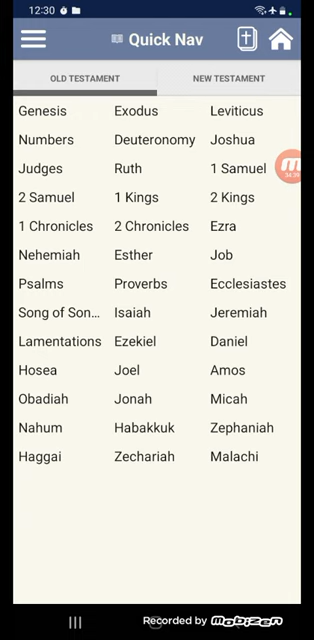 12:30
Quick Nav
OLD TESTAMENT NEW TESTAMENT
Genesis Exodus Leviticus
Numbers Deuteronomy Joshua
Judges Ruth 1 Samuel
2 Samuel 1 Kings 2 Kings
1 Chronicles 2 Chronicles Ezra
Nehemiah Esther Job
Psalms Proverbs Ecclesiastes
Song of Son... Isaiah Jeremiah
Lamentations Ezekiel Daniel
Hosea Joel Amos
Obadiah Jonah Micah
Nahum Habakkuk Zephaniah
Haggai Zechariah Malachi
Recorded by Mobizen